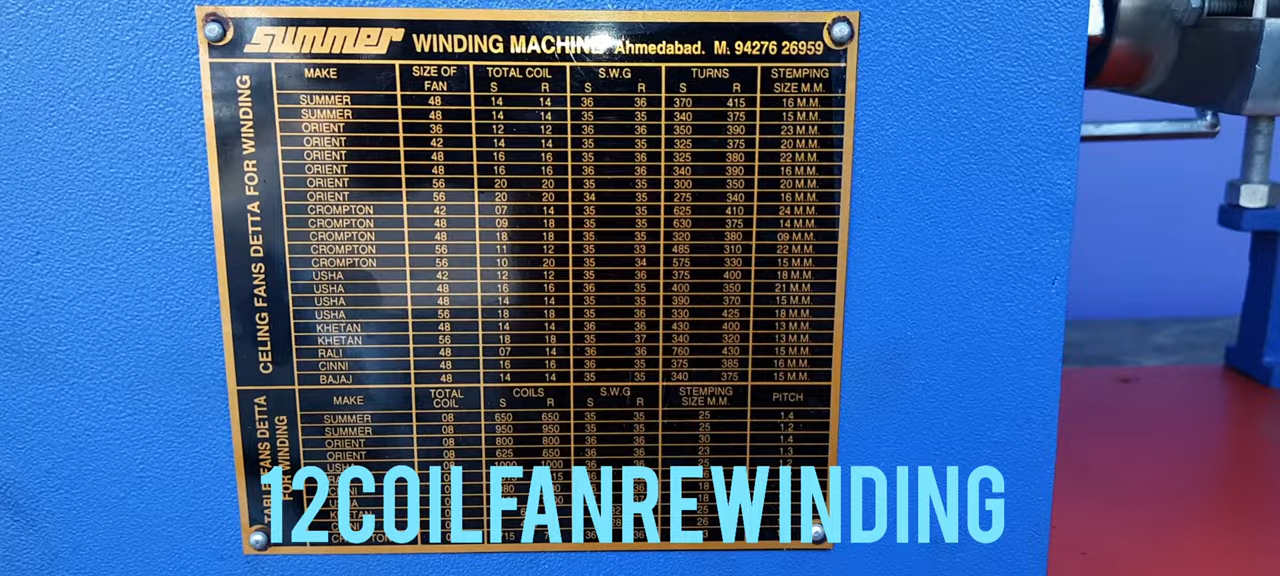 summer WINDING MACHINE Ahmedabad. M: 94276 26959
CELING FANS DETTA FOR WINDING
MAKE SIZE OF FAN TOTAL COIL S R S.W.G S R TURNS S R STEMPING SIZE M.M.
SUMMER 48 14 14 36 36 370 415 16 M.M.
SUMMER 48 14 14 35 35 340 375 15 M.M.
ORIENT 36 12 12 36 36 350 390 23 M.M.
ORIENT 42 14 14 35 35 325 375 20 M.M.
ORIENT 48 16 16 35 36 325 380 22 M.M.
ORIENT 48 16 16 36 36 340 390 16 M.M.
ORIENT 56 20 20 35 35 300 350 20 M.M.
ORIENT 56 20 20 34 35 275 340 16 M.M.
CROMPTON 42 07 14 35 35 625 410 24 M.M.
CROMPTON 48 09 18 35 35 630 375 14 M.M.
CROMPTON 48 18 18 35 35 320 380 09 M.M.
CROMPTON 56 11 12 35 33 485 310 22 M.M.
CROMPTON 56 10 20 35 34 575 330 15 M.M.
USHA 42 12 12 35 36 375 400 18 M.M.
USHA 48 16 16 36 35 400 350 21 M.M.
USHA 48 14 14 35 35 390 370 15 M.M.
USHA 56 18 18 35 36 330 425 18 M.M.
KHETAN 48 14 14 36 36 430 400 13 M.M.
KHETAN 56 18 18 35 37 340 320 13 M.M.
RALI 48 07 14 36 36 760 430 15 M.M.
CINNI 48 16 16 36 35 375 385 16 M.M.
BAJAJ 48 14 14 35 35 340 375 15 M.M.
TABLE FANS DETTA FOR WINDING
MAKE TOTAL COIL COILS S R S.W.G S R STEMPING SIZE M.M. PITCH
SUMMER 08 650 650 35 35 25 1.4
SUMMER 08 950 950 35 35 25 1.2
ORIENT 08 800 800 36 36 30 1.4
ORIENT 08 625 650 36 36 23 1.3
USHA 08 1000 1000 36 36 25 1.2
12COILFANREWINDING